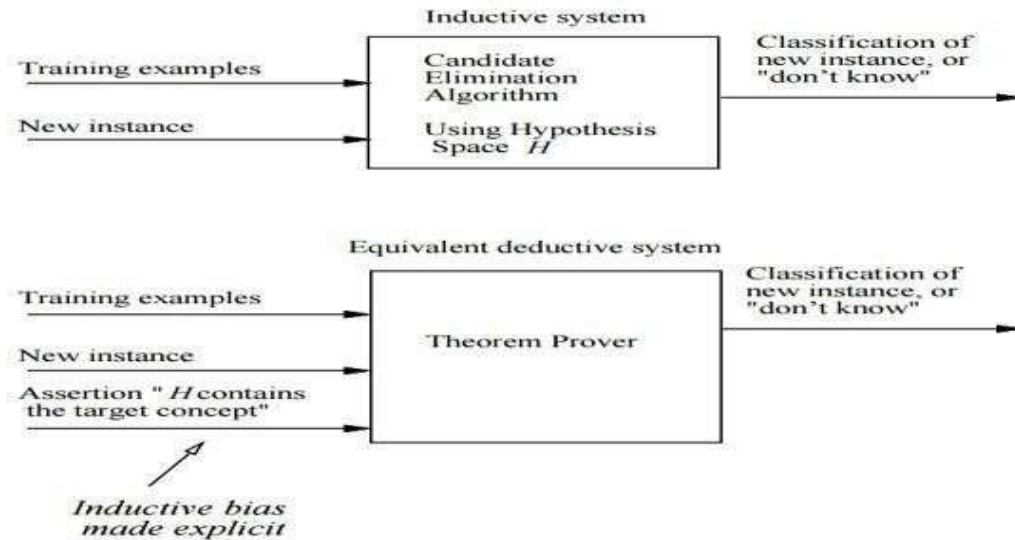 Inductive system
Training examples
New instance
Candidate
Elimination
Algorithm
Using Hypothesis
Space H
Classification of
new instance, or
"don't know"
Equivalent deductive system
Training examples
New instance
Assertion " H contains
the target concept"
Theorem Prover
Classification of
new instance, or
"don't know"
Inductive bias
made explicit